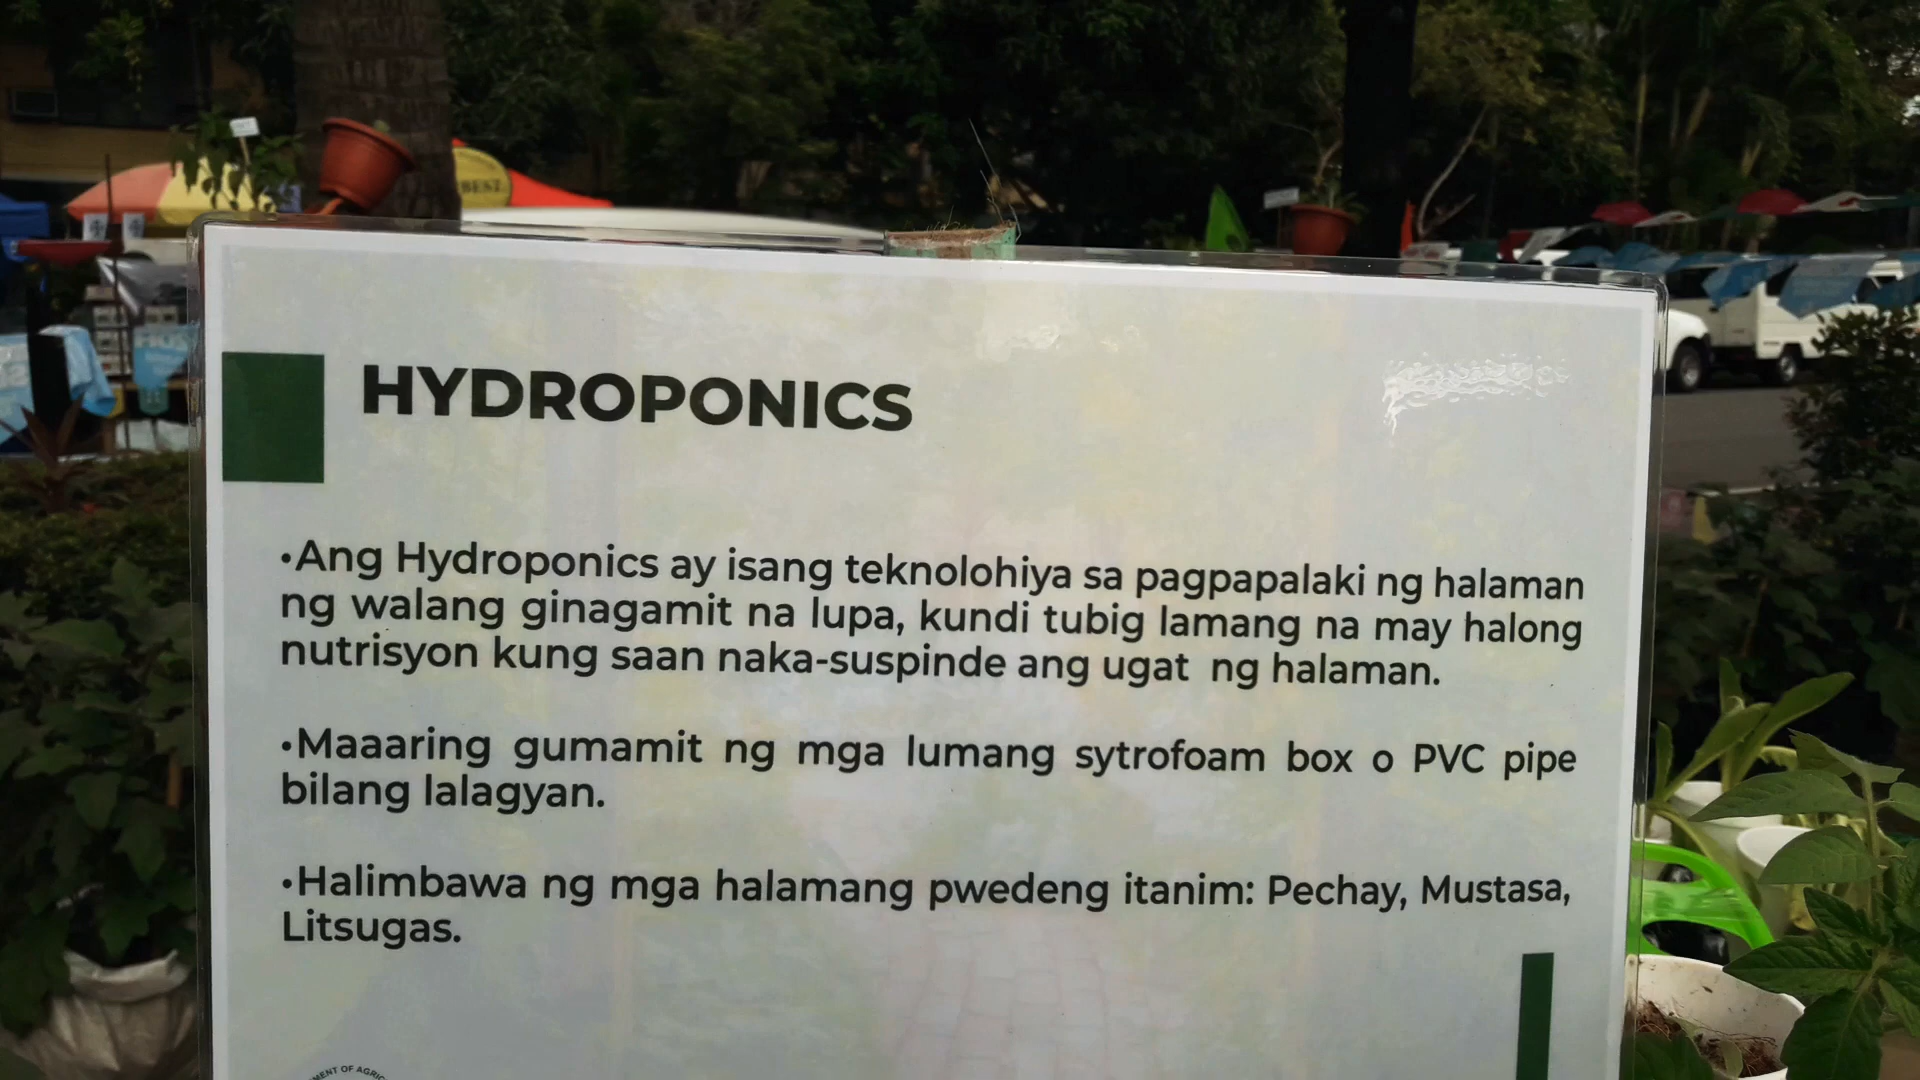 BEST
HYDROPONICS
•Ang Hydroponics ay isang teknolohiya sa pagpapalaki ng halaman
ng walang ginagamit na lupa, kundi tubig lamang na may halong
nutrisyon kung saan naka-suspinde ang ugat ng halaman.
•Maaaring gumamit ng mga lumang sytrofoam box o PVC pipe
bilang lalagyan.
•Halimbawa ng mga halamang pwedeng itanim: Pechay, Mustasa,
Litsugas.
OF